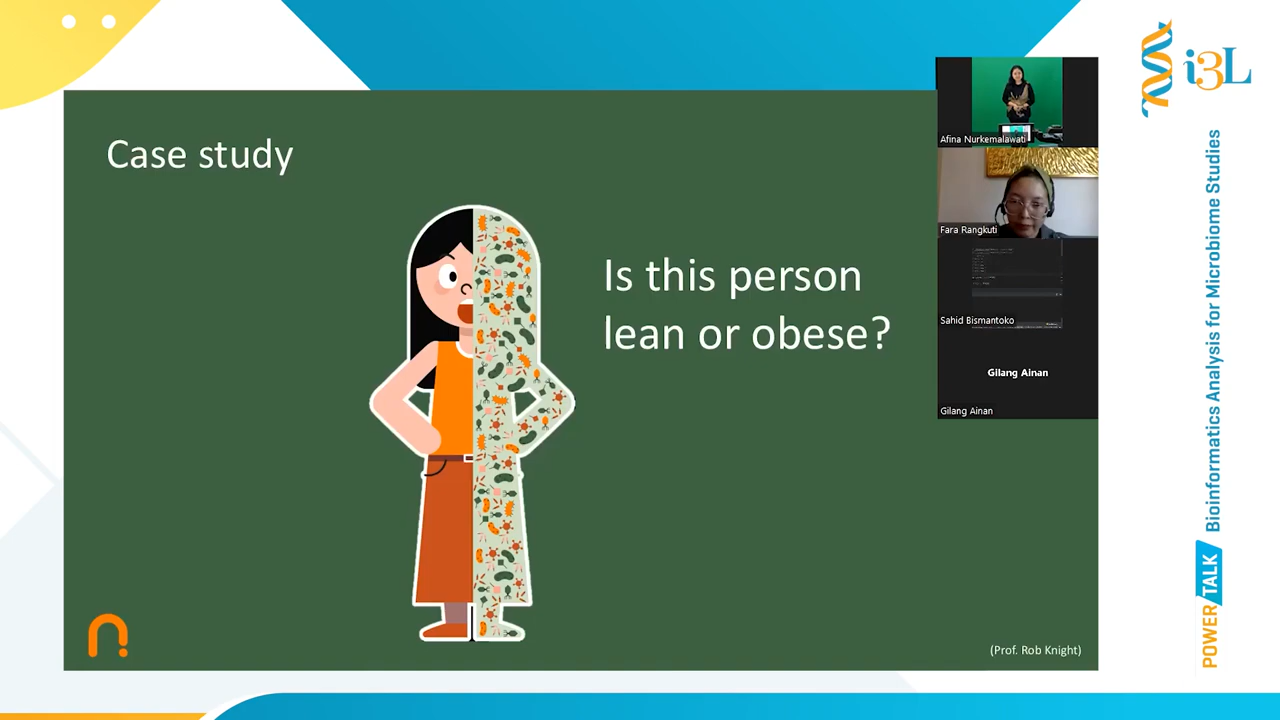 Case study
Is this person
lean or obese?
(Prof. Rob Knight)
Afina Nurkemalawati
Fara Rangkuti
Sahid Bismantoko
Gilang Ainan
Gilang Ainan
i3L
POWER TALK Bioinformatics Analysis for Microbiome Studies